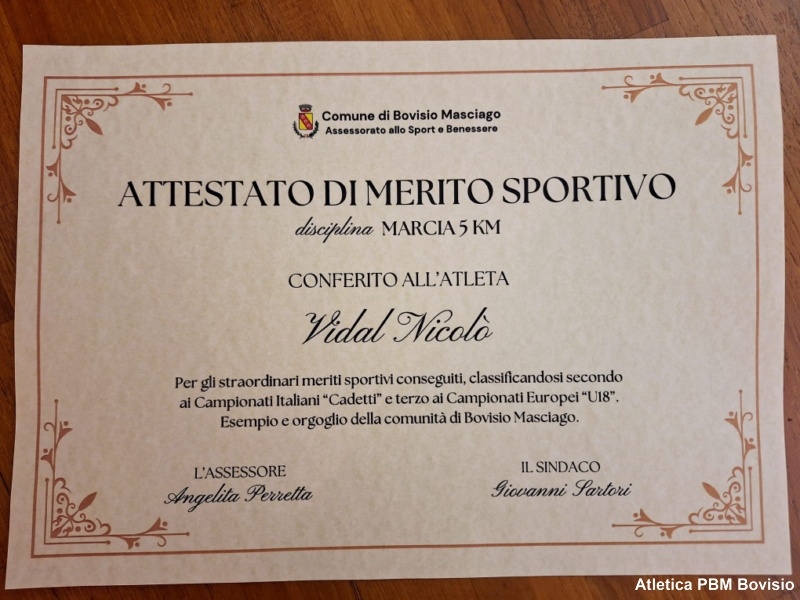 Comune di Bovisio Masciago
Assessorato allo Sport e Benessere
ATTESTATO DI MERITO SPORTIVO
disciplina MARCIA 5 KM
CONFERITO ALL'ATLETA
Vidal Nicolò
Per gli straordinari meriti sportivi conseguiti, classificandosi secondo
ai Campionati Italiani "Cadetti" e terzo ai Campionati Europei "U18".
Esempio e orgoglio della comunità di Bovisio Masciago.
L'ASSESSORE
Angelita Perretta
IL SINDACO
Giovanni Sartori
Atletica PBM Bovisio